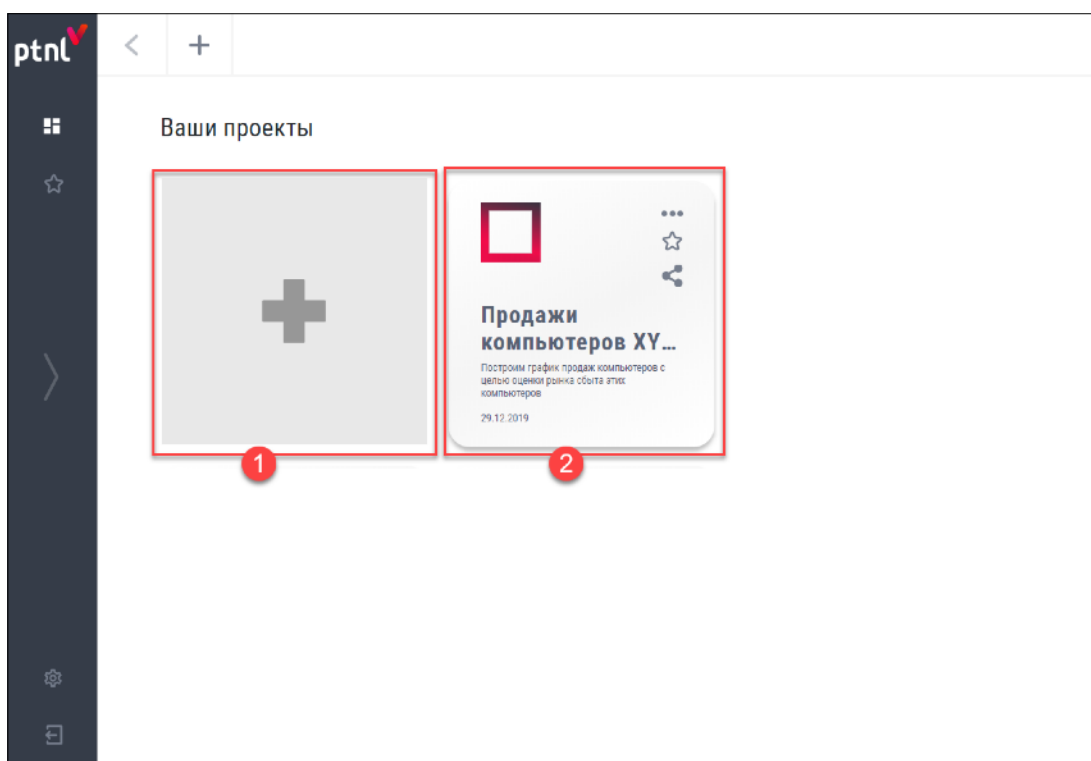 ptnl
Ваши проекты
Продажи
компьютеров XY...
Построим график продаж компьютеров с
целью оценки рынка сбыта этих
компьютеров
29.12.2019
1
2